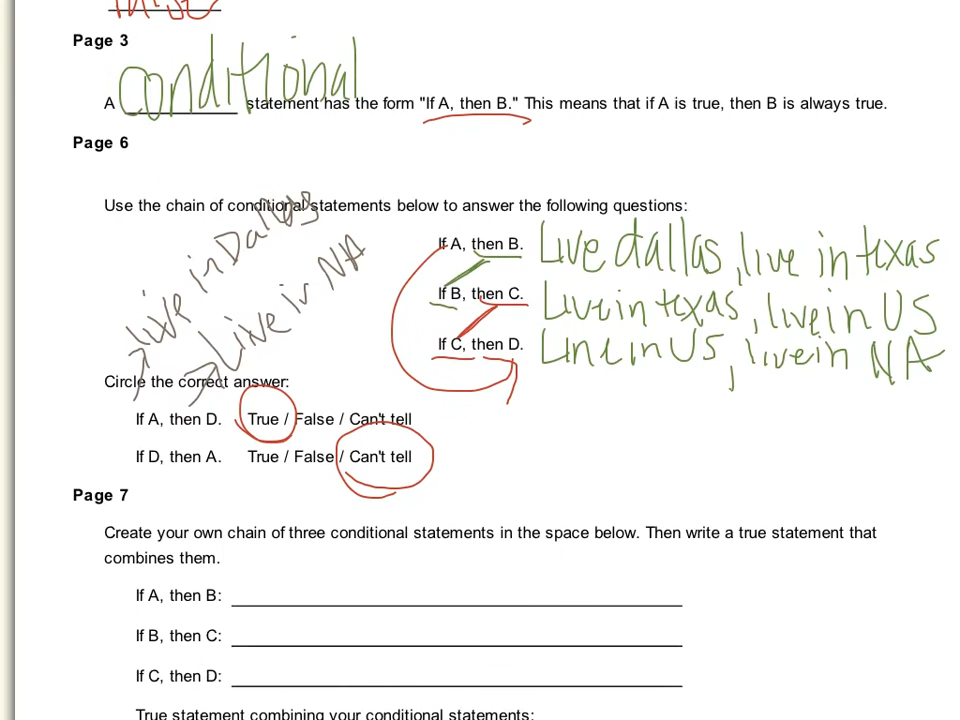 Page 3
conditional
A ________ statement has the form "If A, then B." This means that if A is true, then B is always true.
Page 6
Use the chain of conditional statements below to answer the following questions:
If A, then B. Live dallas, live in texas
If B, then C. Live in texas, live in US
If C, then D. Line in US, live in NA
live in Dallas
Live in NA
Circle the correct answer:
If A, then D. True / False / Can't tell
If D, then A. True / False / Can't tell
Page 7
Create your own chain of three conditional statements in the space below. Then write a true statement that
combines them.
If A, then B:
If B, then C:
If C, then D:
True statement combining your conditional statements: